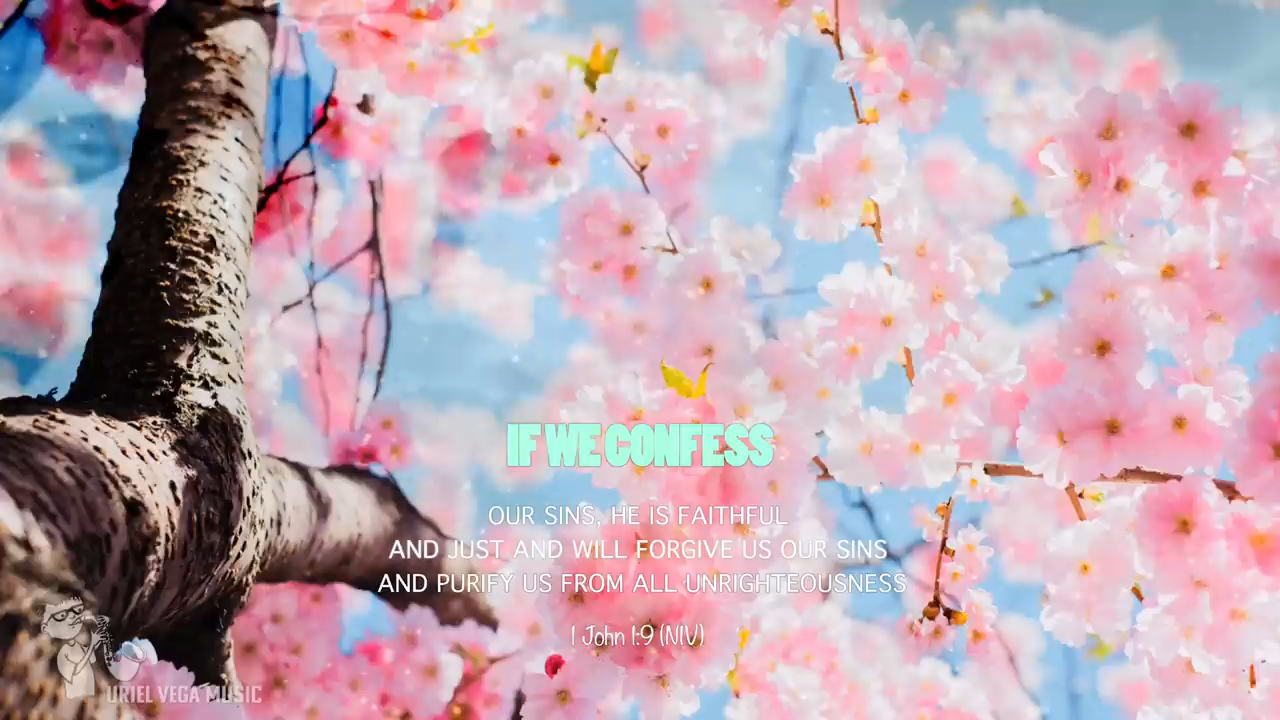 IF WE CONFESS
OUR SINS, HE IS FAITHFUL
AND JUST AND WILL FORGIVE US OUR SINS
AND PURIFY US FROM ALL UNRIGHTEOUSNESS
1 John 1:9 (NIV)
URIEL VEGA MUSIC